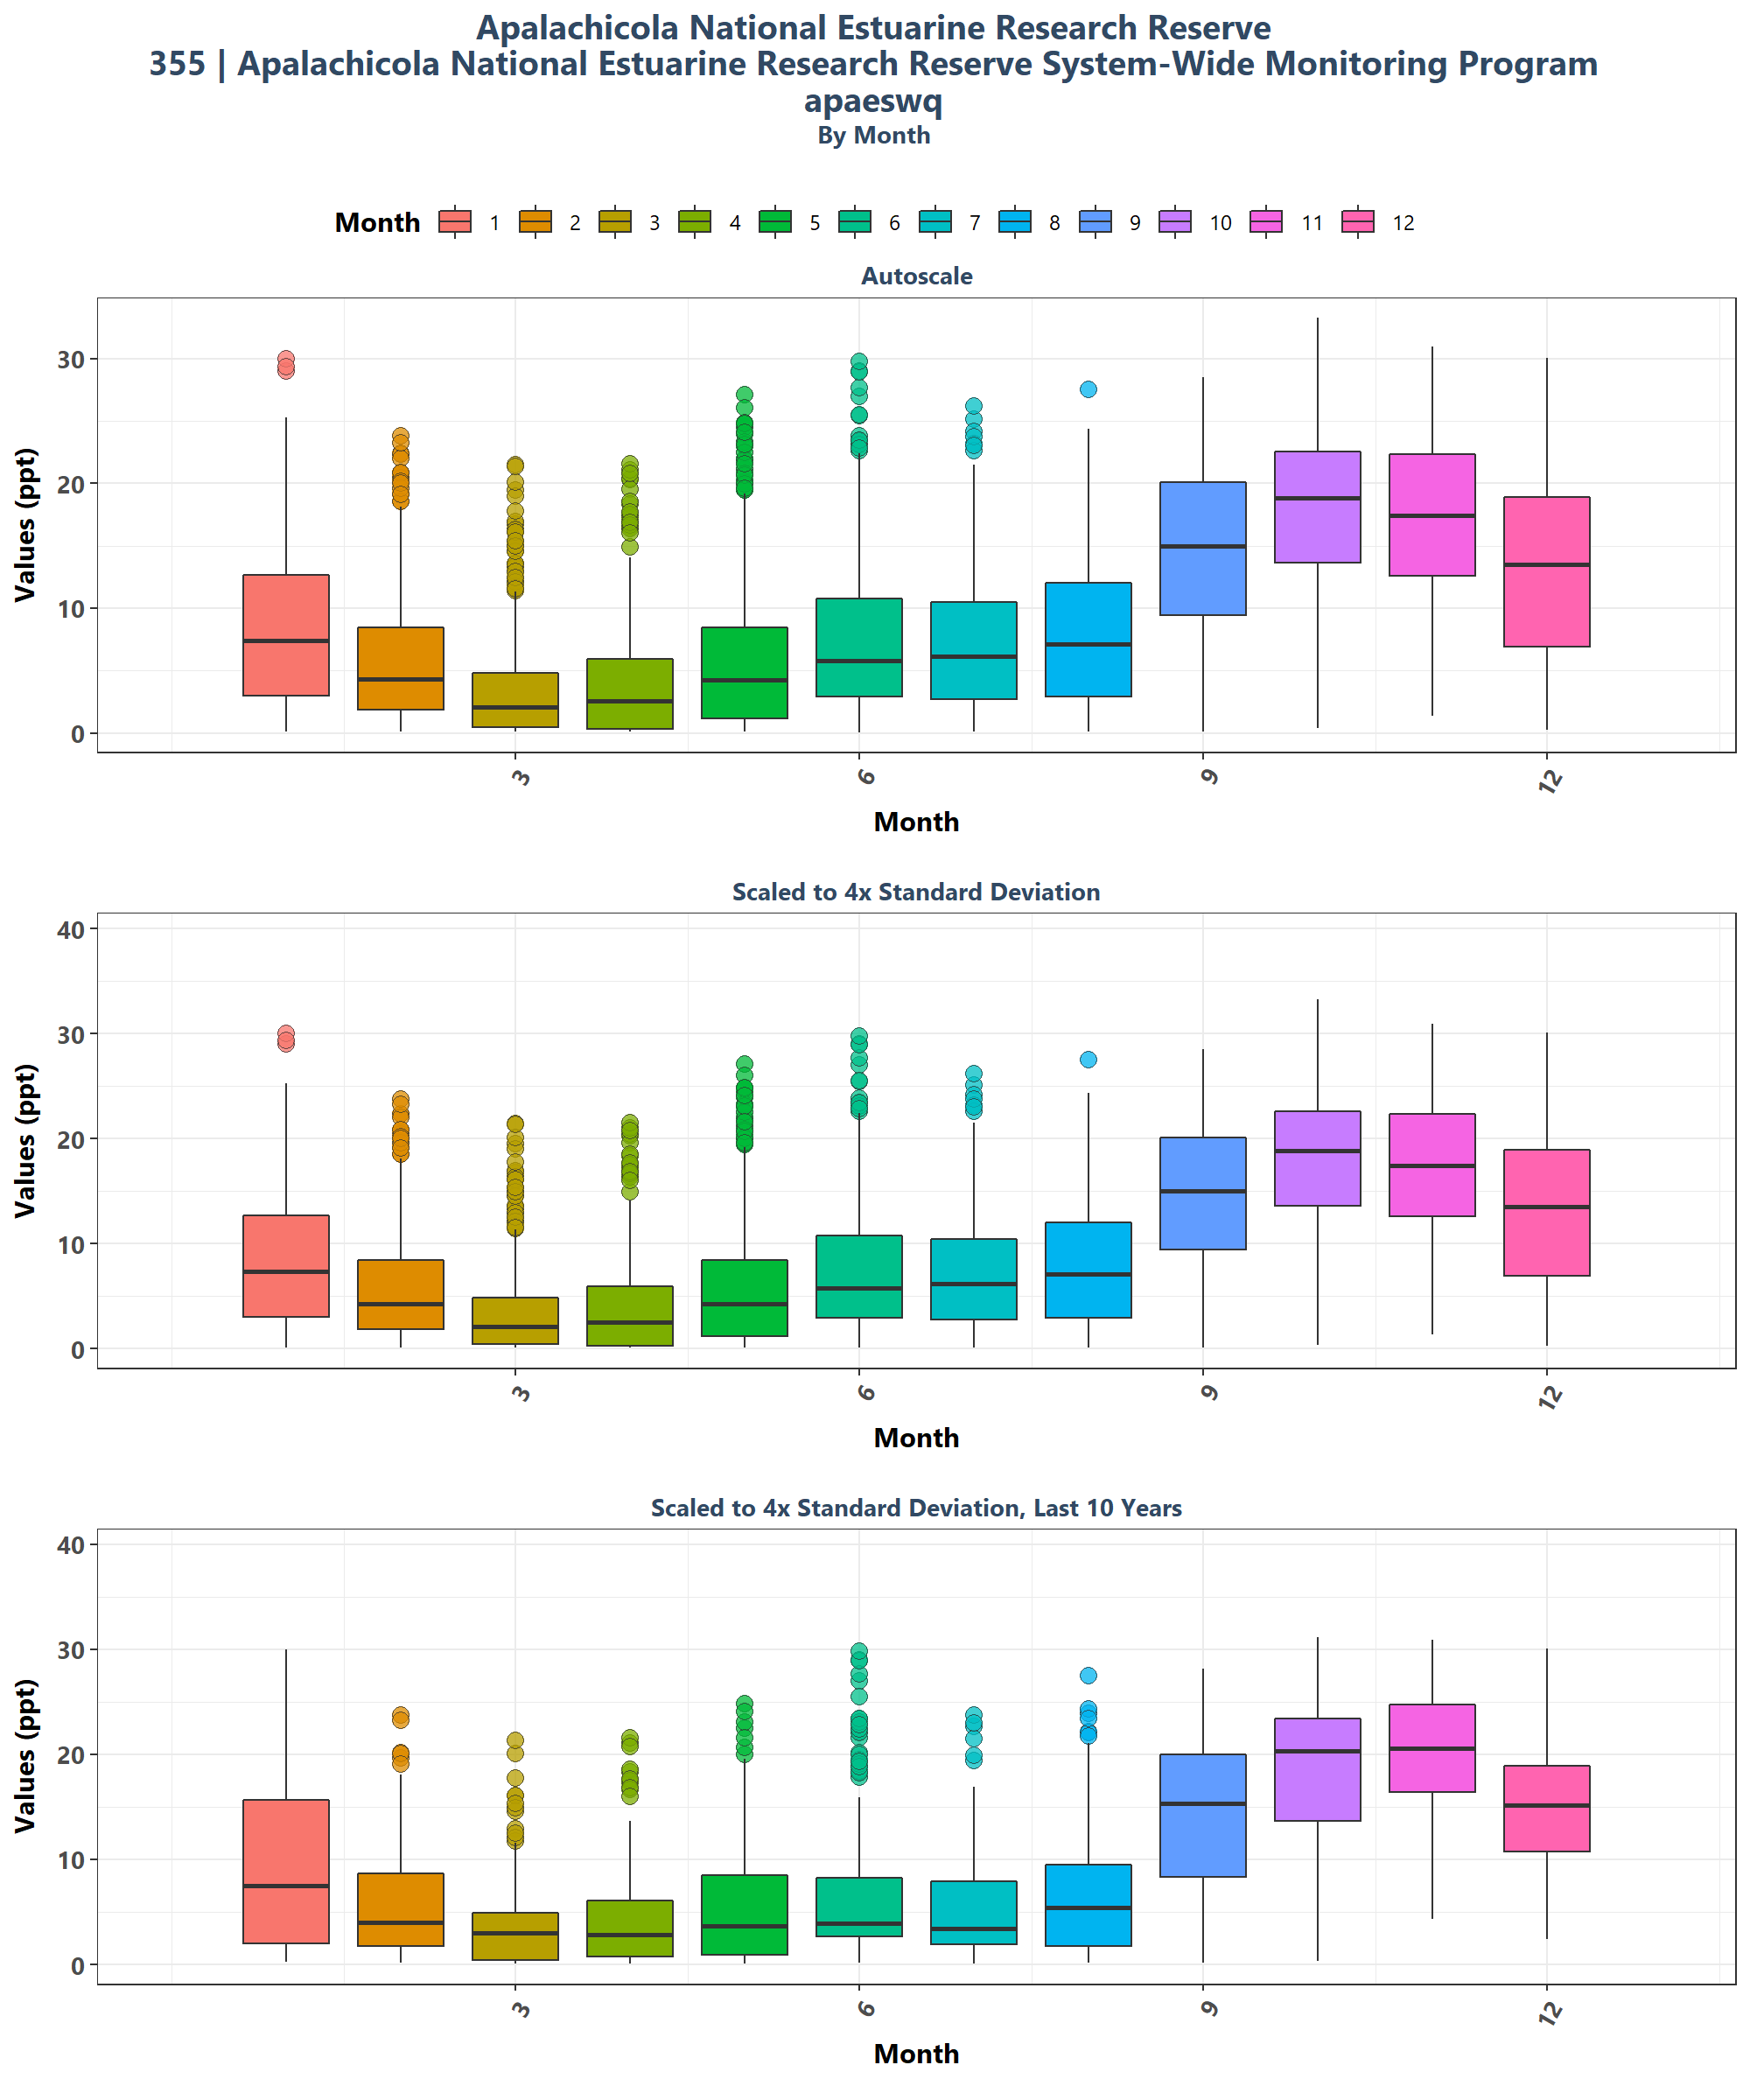 Apalachicola National Estuarine Research Reserve
355 | Apalachicola National Estuarine Research Reserve System-Wide Monitoring Program
apaeswq
By Month
Month 1 2 3 4 5 6 7 8 9 10 11 12
Autoscale
Values (ppt)
30
20
10
0
3 6 9 12
Month
Scaled to 4x Standard Deviation
Values (ppt)
40
30
20
10
0
3 6 9 12
Month
Scaled to 4x Standard Deviation, Last 10 Years
Values (ppt)
40
30
20
10
0
3 6 9 12
Month